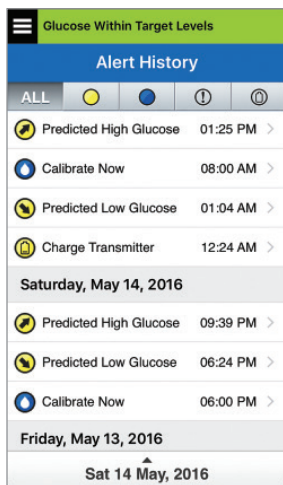 Glucose Within Target Levels
Alert History
ALL
Predicted High Glucose 01:25 PM
Calibrate Now 08:00 AM
Predicted Low Glucose 01:04 AM
Charge Transmitter 12:24 AM
Saturday, May 14, 2016
Predicted High Glucose 09:39 PM
Predicted Low Glucose 06:24 PM
Calibrate Now 06:00 PM
Friday, May 13, 2016
Sat 14 May, 2016